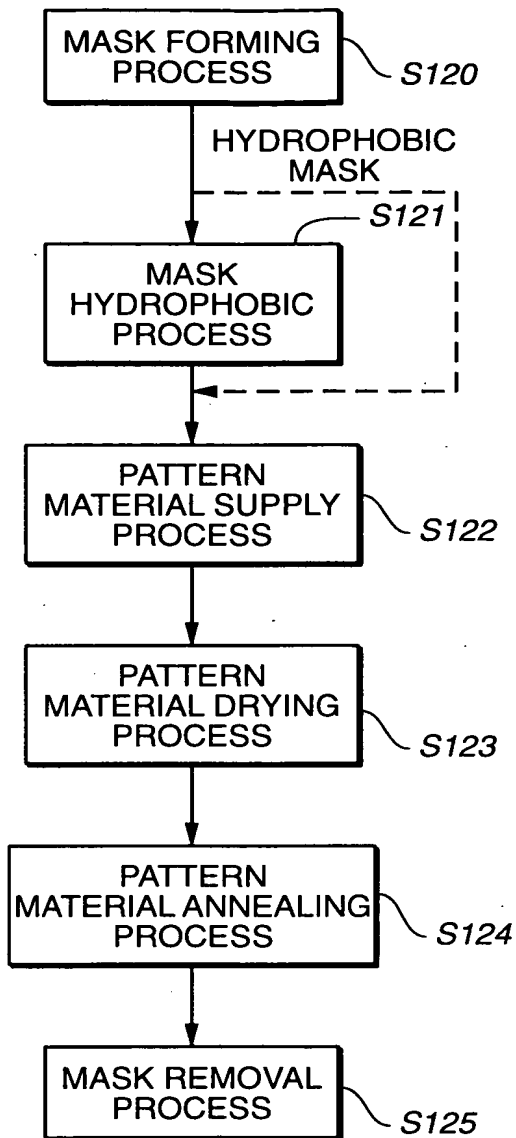 MASK FORMING
PROCESS
S120
HYDROPHOBIC
MASK
S121
MASK
HYDROPHOBIC
PROCESS
PATTERN
MATERIAL SUPPLY
PROCESS
S122
PATTERN
MATERIAL DRYING
PROCESS
S123
PATTERN
MATERIAL ANNEALING
PROCESS
S124
MASK REMOVAL
PROCESS
S125